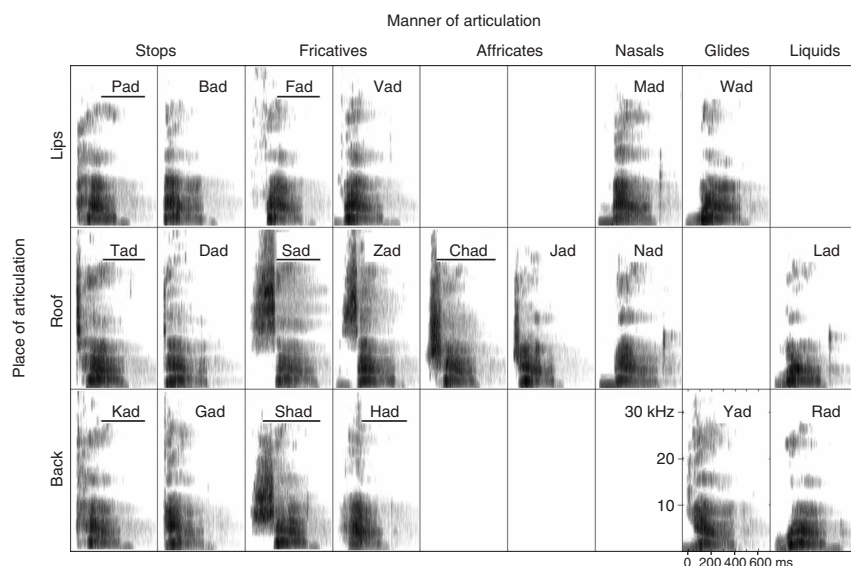 Manner of articulation
Stops Fricatives Affricates Nasals Glides Liquids
Place of articulation
Lips
Pad Bad Fad Vad Mad Wad
Roof
Tad Dad Sad Zad Chad Jad Nad Lad
Back
Kad Gad Shad Had 30 kHz Yad Rad
20
10
0 200 400 600 ms